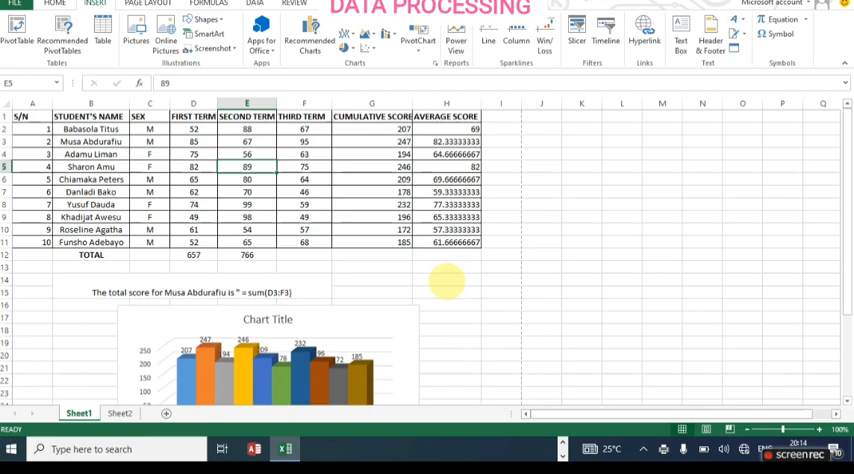 DATA PROCESSING
FILE HOME INSERT PAGE LAYOUT FORMULAS DATA REVIEW Microsoft account
PivotTable Recommended PivotTables Table Pictures Online Pictures Shapes SmartArt Screenshot Apps for Office Recommended Charts PivotChart Power View Line Column Win/ Loss Slicer Timeline Hyperlink Text Box Header & Footer Equation Symbol
Tables Illustrations Apps Charts Reports Sparklines Filters Links Text Symbols
E5 fx 89
A B C D E F G H I J K L M N O P Q
1 S/N STUDENT'S NAME SEX FIRST TERM SECOND TERM THIRD TERM CUMULATIVE SCORE AVERAGE SCORE
2 1 Babasola Titus M 52 88 67 207 69
3 2 Musa Abdurafiu M 85 67 95 247 82.33333333
4 3 Adamu Liman F 75 56 63 194 64.66666667
5 4 Sharon Amu F 82 89 75 246 82
6 5 Chiamaka Peters M 65 80 64 209 69.66666667
7 6 Danladi Bako M 62 70 46 178 59.33333333
8 7 Yusuf Dauda F 74 99 59 232 77.33333333
9 8 Khadijat Awesu F 49 98 49 196 65.33333333
10 9 Roseline Agatha M 61 54 57 172 57.33333333
11 10 Funsho Adebayo M 52 65 68 185 61.66666667
12 TOTAL 657 766
13
14
15 The total score for Musa Abdurafiu is " = sum(D3:F3)
16
17 Chart Title
18
19 207 247 94 246 209 78 232 96 72 185
20 250
21 200
22 150
23 100
Sheet1 Sheet2
READY 100%
Type here to search 25°C ENG 20:14
screenrec 10